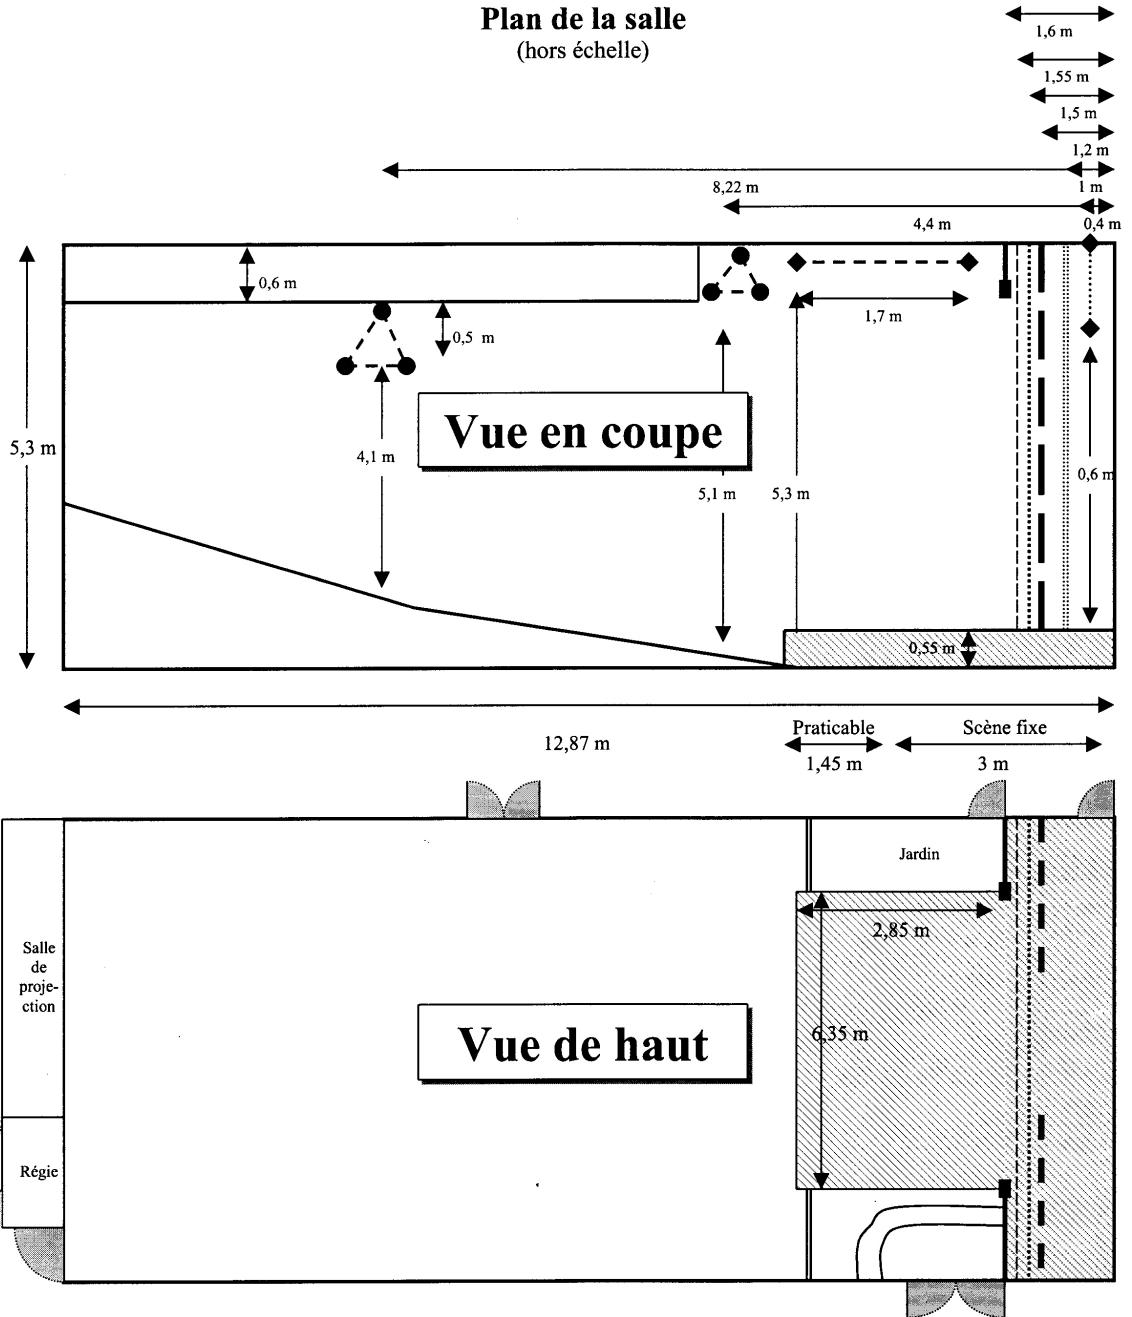 Plan de la salle
(hors échelle)
1,6 m
1,55 m
1,5 m
1,2 m
8,22 m
1 m
4,4 m
0,4 m
0,6 m
1,7 m
0,5 m
Vue en coupe
5,3 m
4,1 m
0,6 m
5,1 m
5,3 m
0,55 m
12,87 m
Praticable
Scène fixe
1,45 m
3 m
Jardin
2,85 m
Salle
de
proje-
ction
6,35 m
Vue de haut
Régie